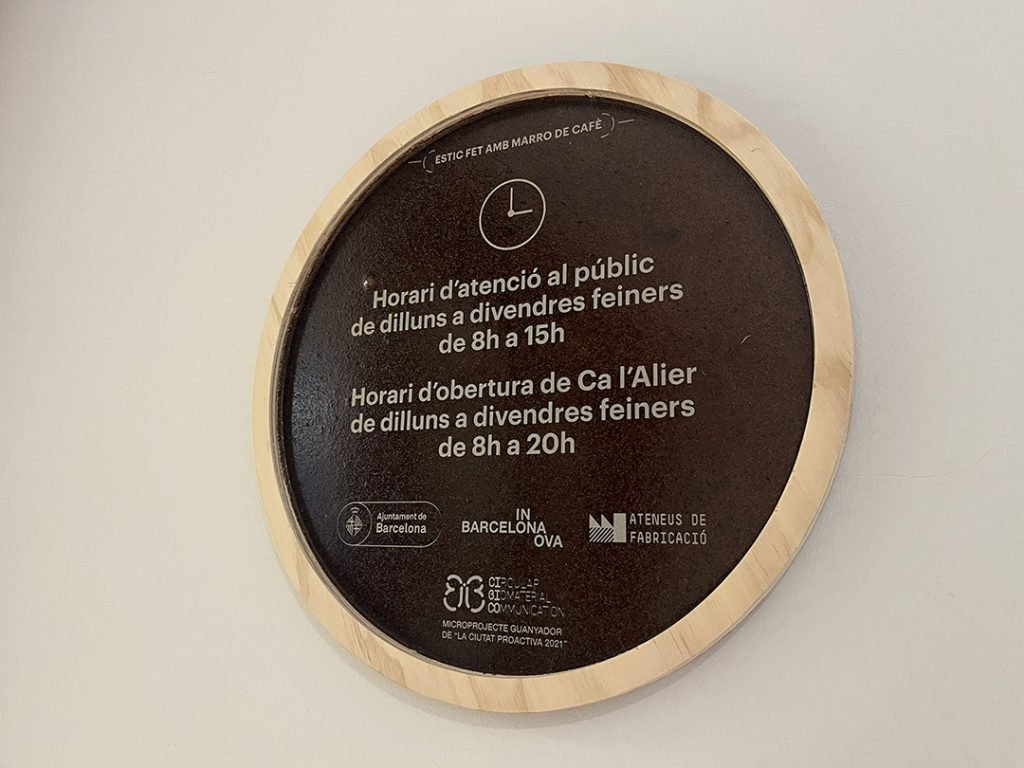 ESTIC FET AMB MARRO DE CAFÈ
Horari d'atenció al públic
de dilluns a divendres feiners
de 8h a 15h
Horari d'obertura de Ca l'Alier
de dilluns a divendres feiners
de 8h a 20h
Ajuntament de
Barcelona
IN
BARCELONA
OVA
ATENEUS DE
FABRICACIÓ
CIRCULAR
BIOMATERIAL
COMMUNICATION
MICROPROJECTE GUANYADOR
DE "LA CIUTAT PROACTIVA 2021"